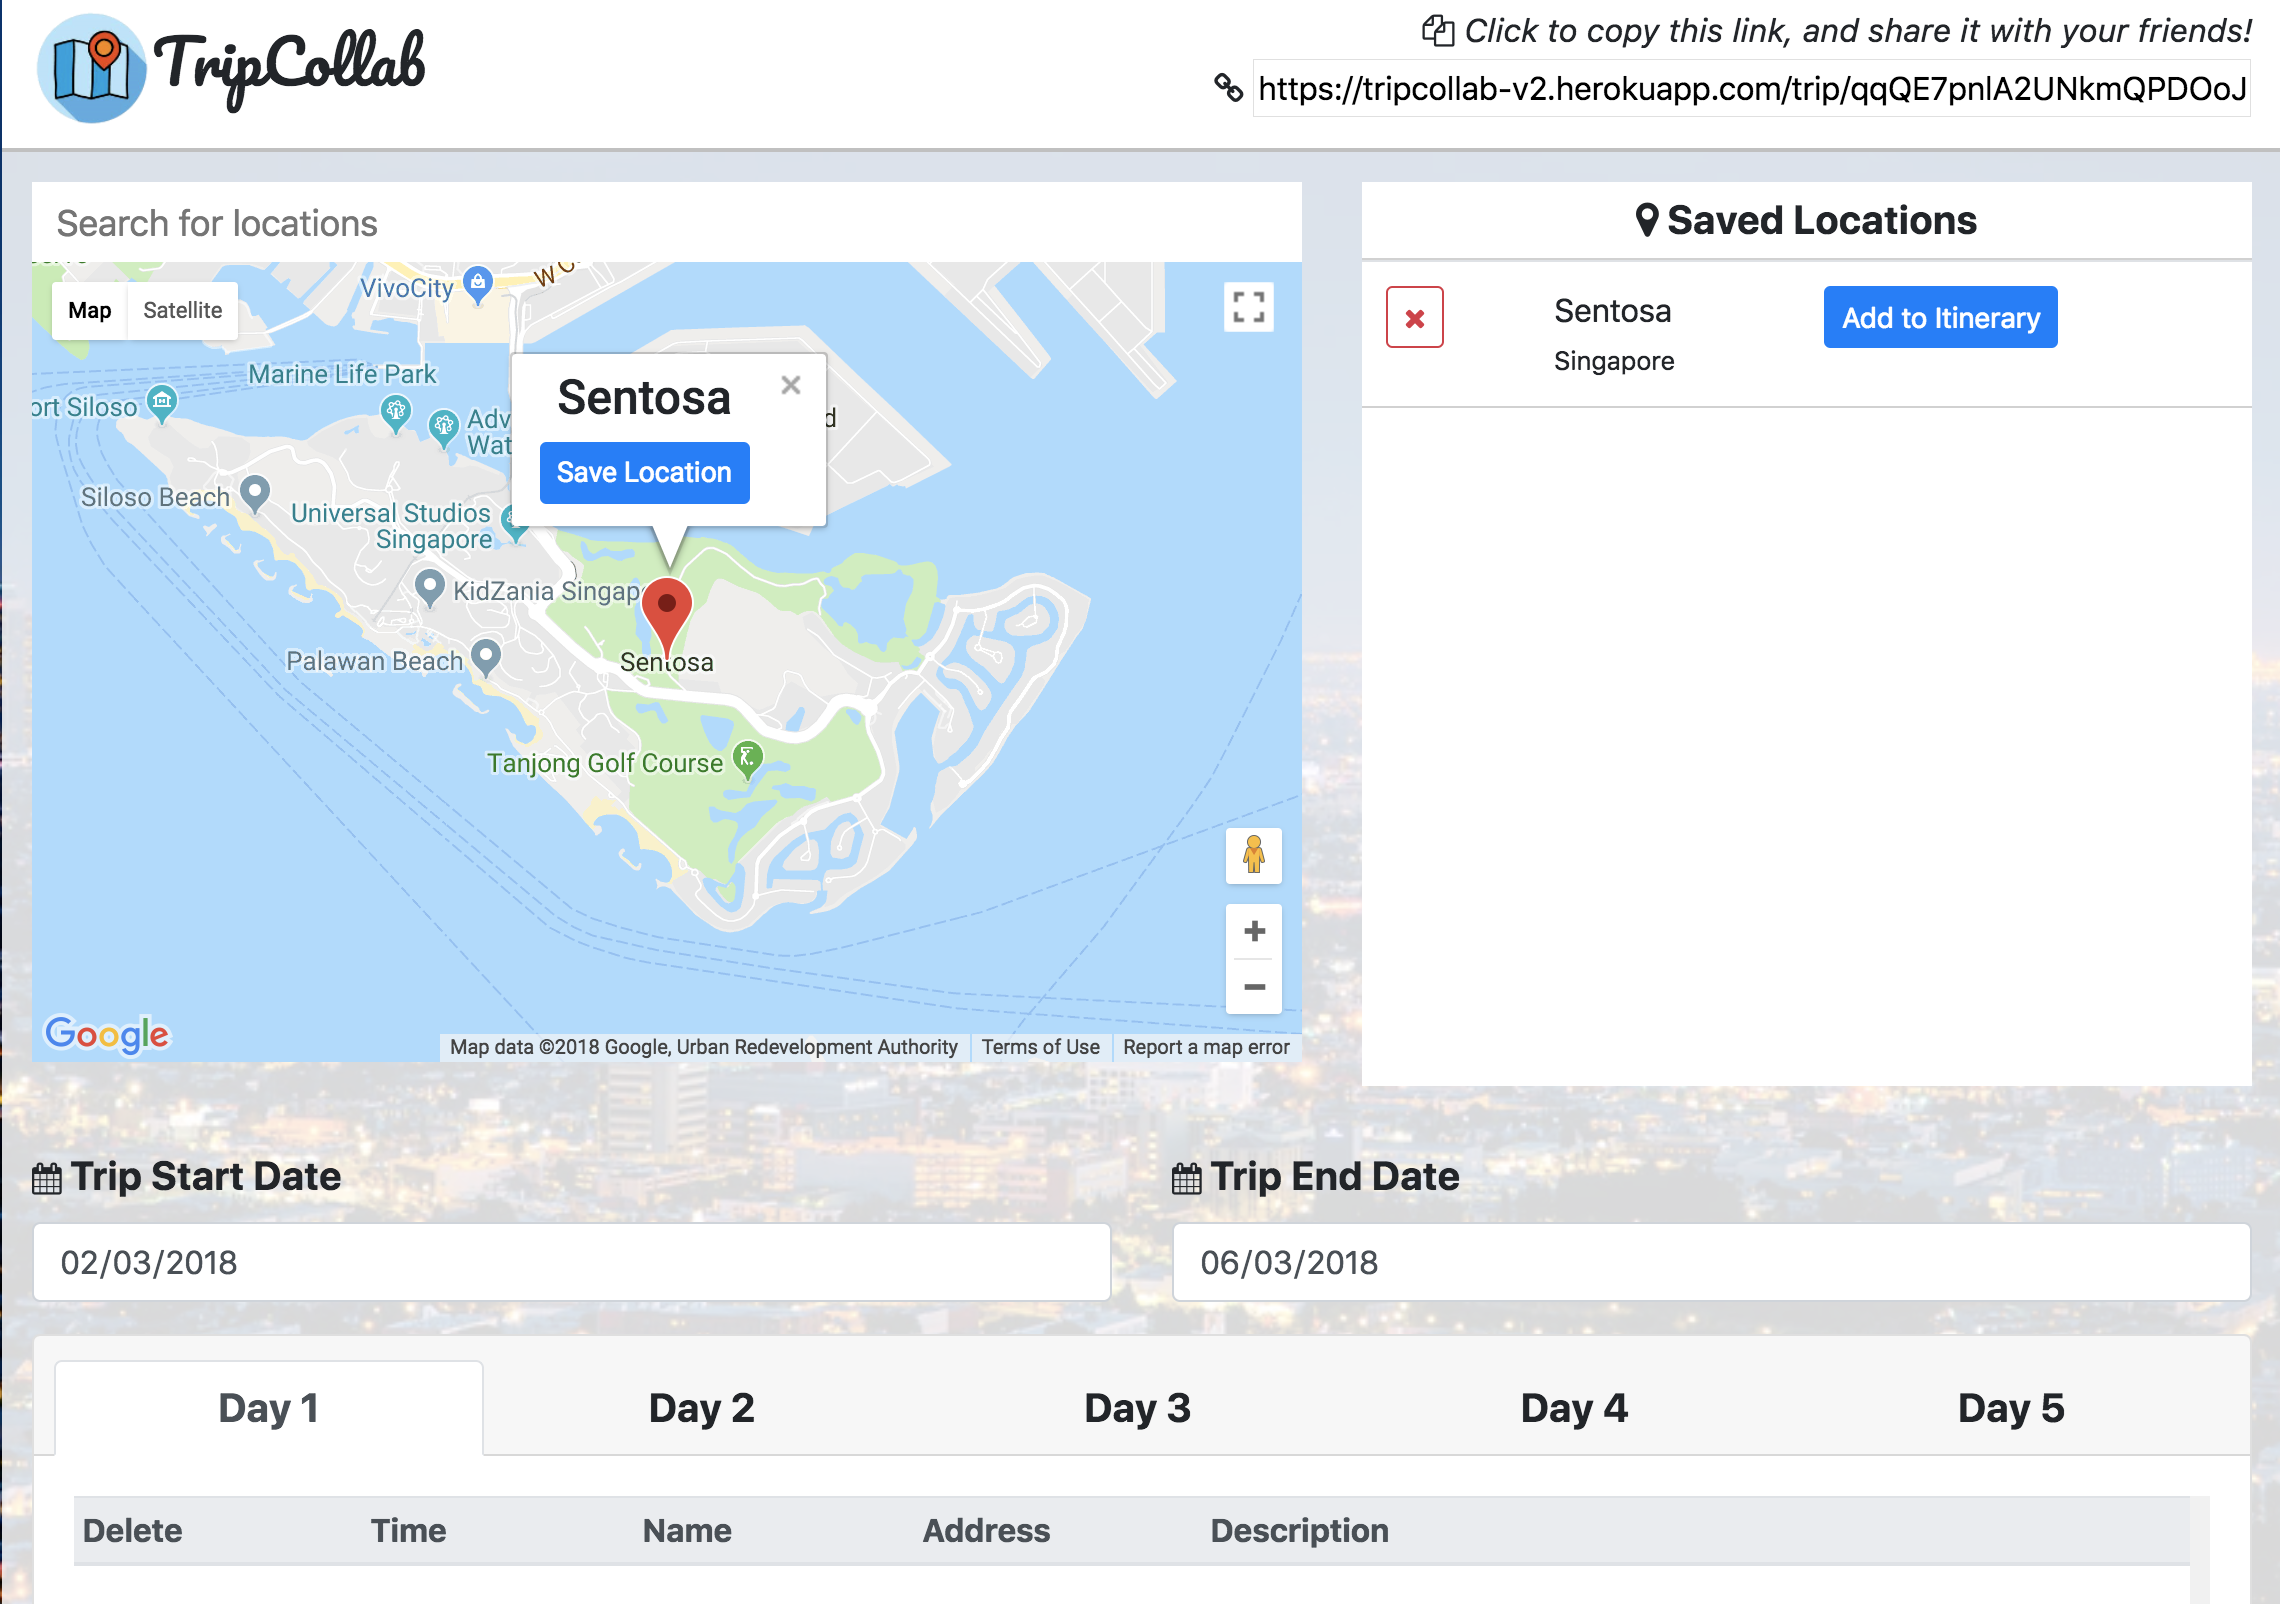 TripCollab
Click to copy this link, and share it with your friends!
https://tripcollab-v2.herokuapp.com/trip/qqQE7pnlA2UNkmQPDOoJ
Search for locations
Map
Satellite
VivoCity
W C
Marine Life Park
ort Siloso
Adv
Wat
Siloso Beach
Universal Studios
Singapore
KidZania Singap
Palawan Beach
Sentosa
Tanjong Golf Course
Sentosa
Save Location
d
Google
Map data ©2018 Google, Urban Redevelopment Authority
Terms of Use
Report a map error
Saved Locations
Sentosa
Singapore
Add to Itinerary
Trip Start Date
02/03/2018
Trip End Date
06/03/2018
Day 1
Day 2
Day 3
Day 4
Day 5
Delete
Time
Name
Address
Description